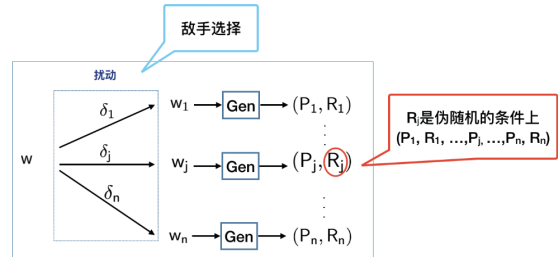 敌手选择
扰动
w
δ1
δj
δn
w1 Gen (P1, R1)
wj Gen (Pj, Rj)
wn Gen (Pn, Rn)
Rj是伪随机的条件上
(P1, R1, ...,Pj, ...,Pn, Rn)